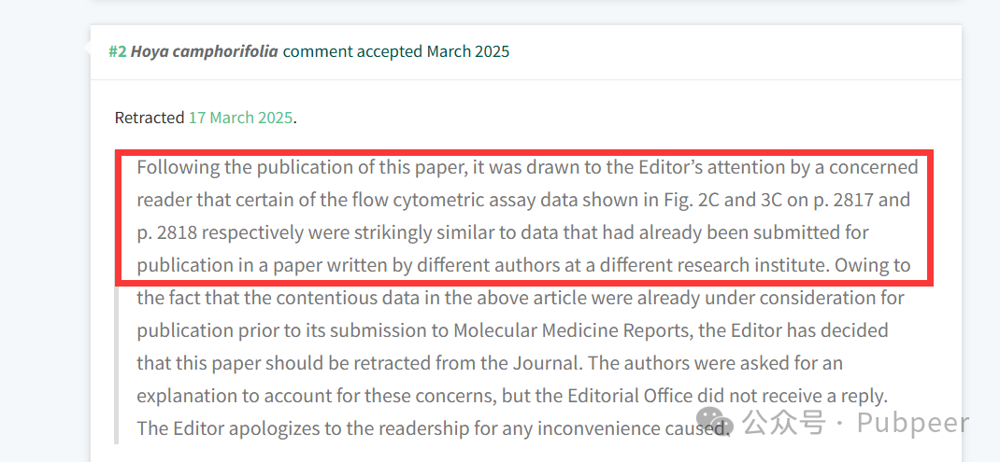 #2 Hoya camphorifolia comment accepted March 2025
Retracted 17 March 2025.
Following the publication of this paper, it was drawn to the Editor’s attention by a concerned
reader that certain of the flow cytometric assay data shown in Fig. 2C and 3C on p. 2817 and
p. 2818 respectively were strikingly similar to data that had already been submitted for
publication in a paper written by different authors at a different research institute. Owing to
the fact that the contentious data in the above article were already under consideration for
publication prior to its submission to Molecular Medicine Reports, the Editor has decided
that this paper should be retracted from the Journal. The authors were asked for an
explanation to account for these concerns, but the Editorial Office did not receive a reply.
The Editor apologizes to the readership for any inconvenience caused.
公众号 · Pubpeer